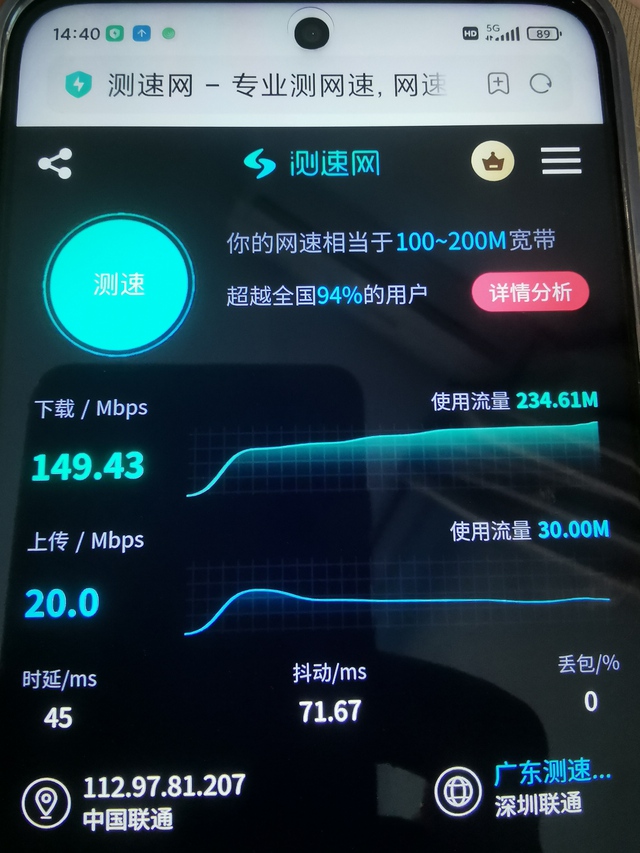 14:40
HD 5G 89
测速网 - 专业测网速, 网速
测速网
测速
你的网速相当于100~200M宽带
超越全国94%的用户
详情分析
下载 / Mbps
使用流量 234.61M
149.43
上传 / Mbps
使用流量 30.00M
20.0
时延/ms
抖动/ms
丢包/%
45
71.67
0
112.97.81.207
中国联通
广东测速...
深圳联通